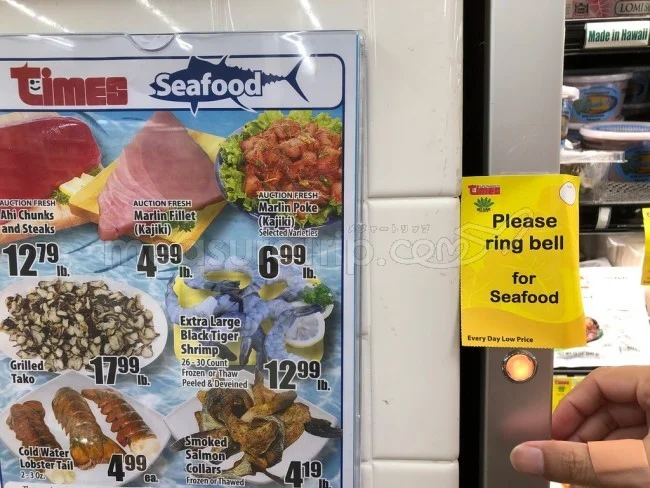 Times
Seafood
AUCTION FRESH
Ahi Chunks
and Steaks
12 79 lb.
AUCTION FRESH
Marlin Fillet
(Kajiki)
4 99 lb.
AUCTION FRESH
Marlin Poke
(Kajiki)
Selected Varieties
6 99 lb.
Grilled
Tako
17 99 lb.
Extra Large
Black Tiger
Shrimp
26 - 30 Count
Frozen or Thaw
Peeled & Deveined
12 99 lb.
Cold Water
Lobster Tail
2-3 Oz.
4 99 ea.
Smoked
Salmon
Collars
Frozen or Thawed
4 19 lb.
Times
Please
ring bell
for
Seafood
Every Day Low Price
LOMI
Made in Hawaii